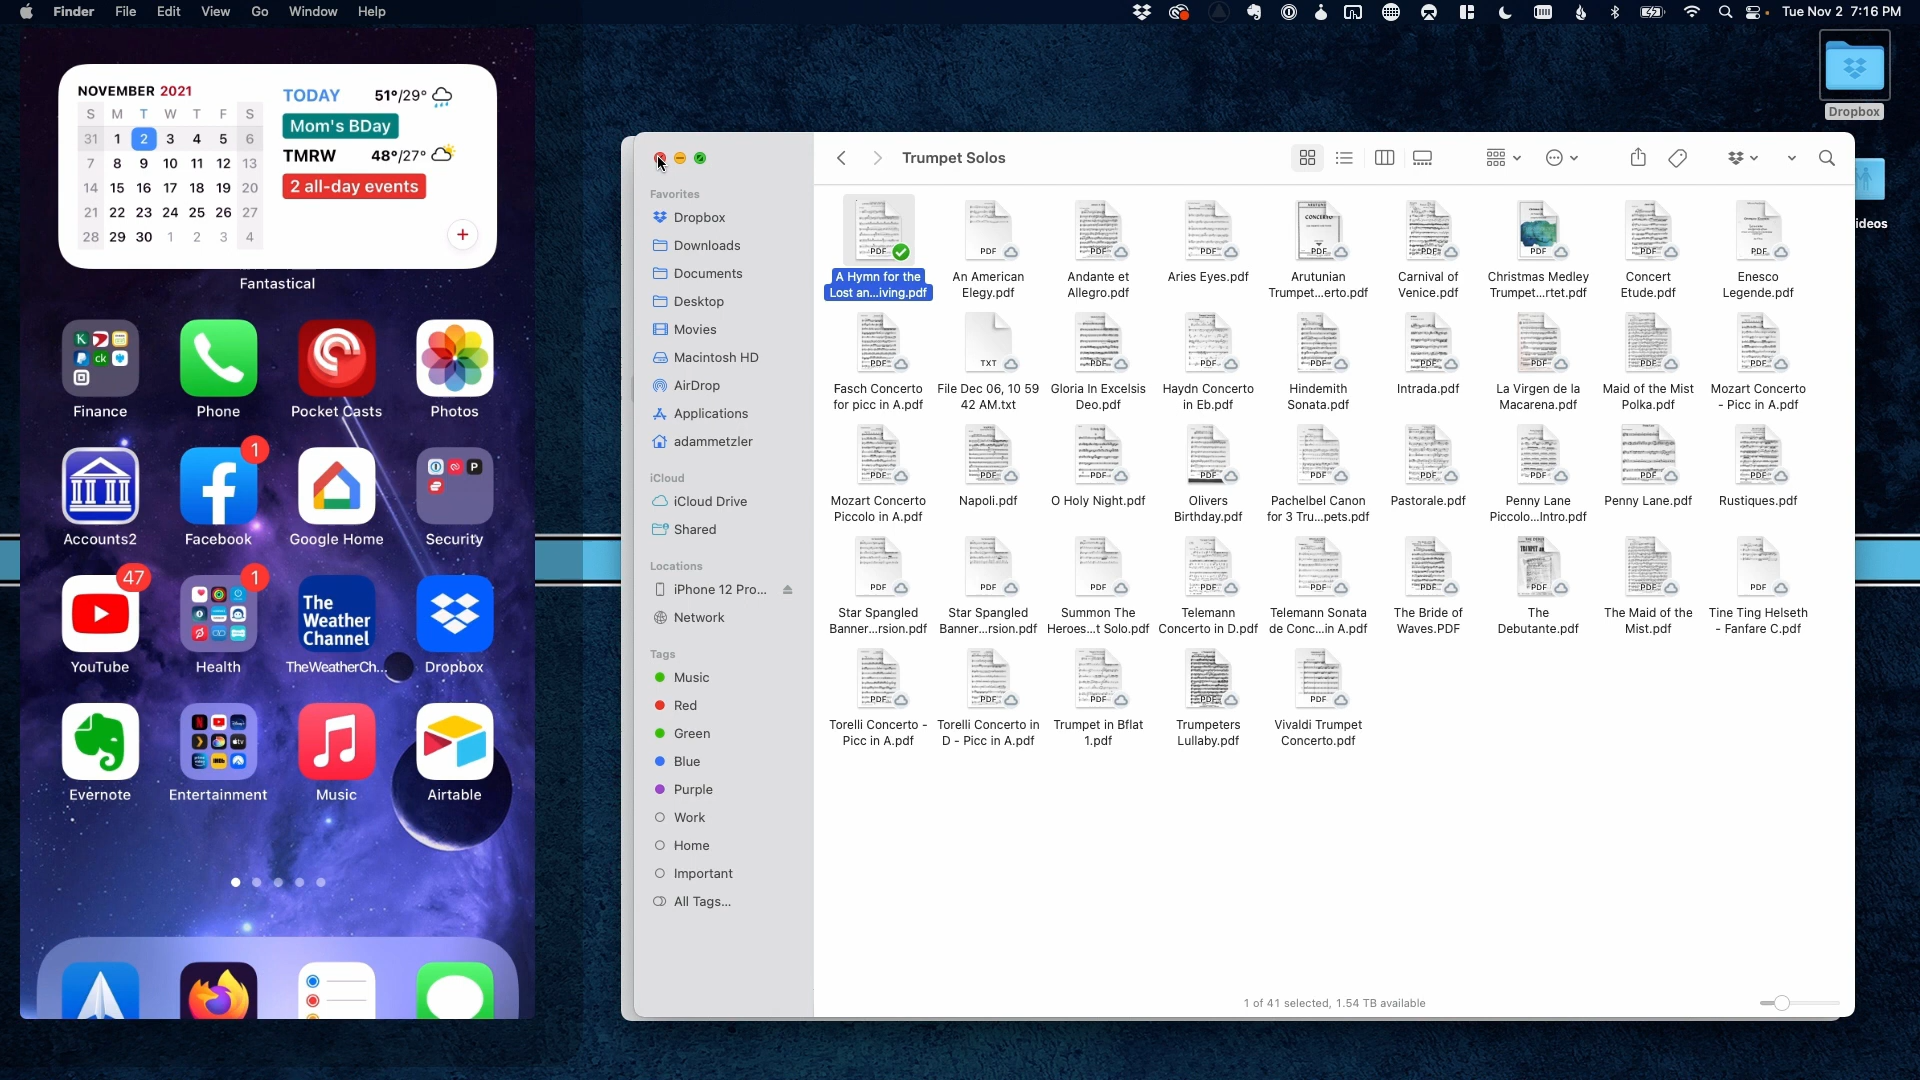 Finder File Edit View Go Window Help
Tue Nov 2 7:16 PM
Dropbox
ideos
NOVEMBER 2021
S M T W T F S
31 1 2 3 4 5 6
7 8 9 10 11 12 13
14 15 16 17 18 19 20
21 22 23 24 25 26 27
28 29 30 1 2 3 4
TODAY 51°/29°
Mom's BDay
TMRW 48°/27°
2 all-day events
+
Fantastical
Finance Phone Pocket Casts Photos
1
Accounts2 Facebook Google Home Security
47 1
The
Weather
Channel
YouTube Health TheWeatherCh... Dropbox
Evernote Entertainment Music Airtable
Favorites
Dropbox
Downloads
Documents
Desktop
Movies
Macintosh HD
AirDrop
Applications
adammetzler
iCloud
iCloud Drive
Shared
Locations
iPhone 12 Pro...
Network
Tags
Music
Red
Green
Blue
Purple
Work
Home
Important
All Tags...
Trumpet Solos
A Hymn for the
Lost an...iving.pdf
An American
Elegy.pdf
Andante et
Allegro.pdf
Aries Eyes.pdf
Arutunian
Trumpet...erto.pdf
Carnival of
Venice.pdf
Christmas Medley
Trumpet...rtet.pdf
Concert
Etude.pdf
Enesco
Legende.pdf
Fasch Concerto
for picc in A.pdf
File Dec 06, 10 59
42 AM.txt
Gloria In Excelsis
Deo.pdf
Haydn Concerto
in Eb.pdf
Hindemith
Sonata.pdf
Intrada.pdf
La Virgen de la
Macarena.pdf
Maid of the Mist
Polka.pdf
Mozart Concerto
- Picc in A.pdf
Mozart Concerto
Piccolo in A.pdf
Napoli.pdf
O Holy Night.pdf
Olivers
Birthday.pdf
Pachelbel Canon
for 3 Tru...pets.pdf
Pastorale.pdf
Penny Lane
Piccolo...Intro.pdf
Penny Lane.pdf
Rustiques.pdf
Star Spangled
Banner...rsion.pdf
Star Spangled
Banner...rsion.pdf
Summon The
Heroes...t Solo.pdf
Telemann
Concerto in D.pdf
Telemann Sonata
de Conc...in A.pdf
The Bride of
Waves.PDF
The
Debutante.pdf
The Maid of the
Mist.pdf
Tine Ting Helseth
- Fanfare C.pdf
Torelli Concerto -
Picc in A.pdf
Torelli Concerto in
D - Picc in A.pdf
Trumpet in Bflat
1.pdf
Trumpeters
Lullaby.pdf
Vivaldi Trumpet
Concerto.pdf
1 of 41 selected, 1.54 TB available